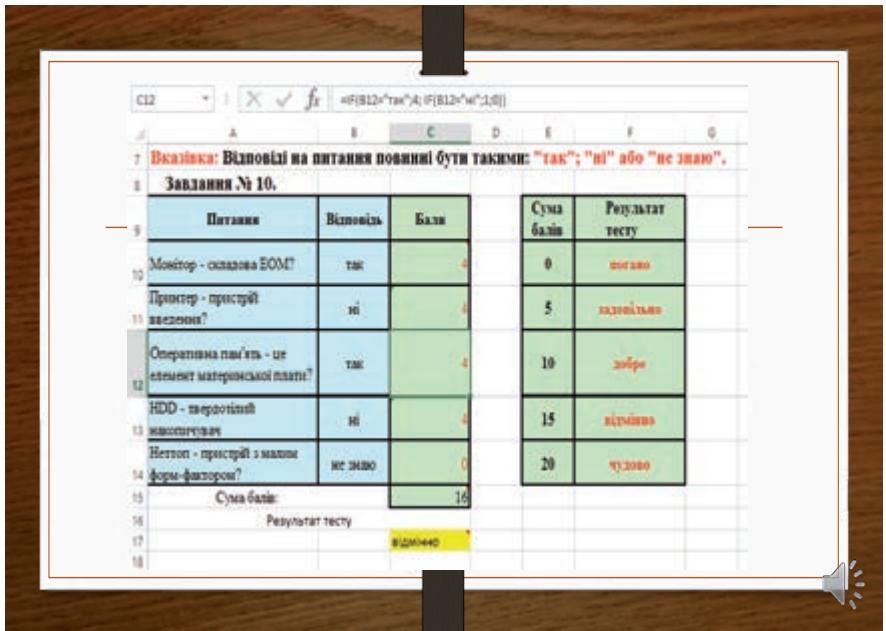 C12 fx =IF(B12="так";4; IF(B12="ні";1;0))
A B C D E F G
7 Вказівка: Відповіді на питання повинні бути такими: "так"; "ні" або "не знаю".
8 Завдання № 10.
9 Питання Відповідь Бали Сума балів Результат тесту
10 Монітор - складова ЕОМ? так 4 0 погано
11 Принтер - пристрій введення? ні 4 5 задовільно
12 Оперативна пам'ять - це елемент материнської плати? так 4 10 добре
13 HDD - твердотілий накопичувач ні 4 15 відмінно
14 Неттоп - пристрій з малим форм-фактором? не знаю 0 20 чудово
15 Сума балів: 16
16 Результат тесту
17 відмінно
18